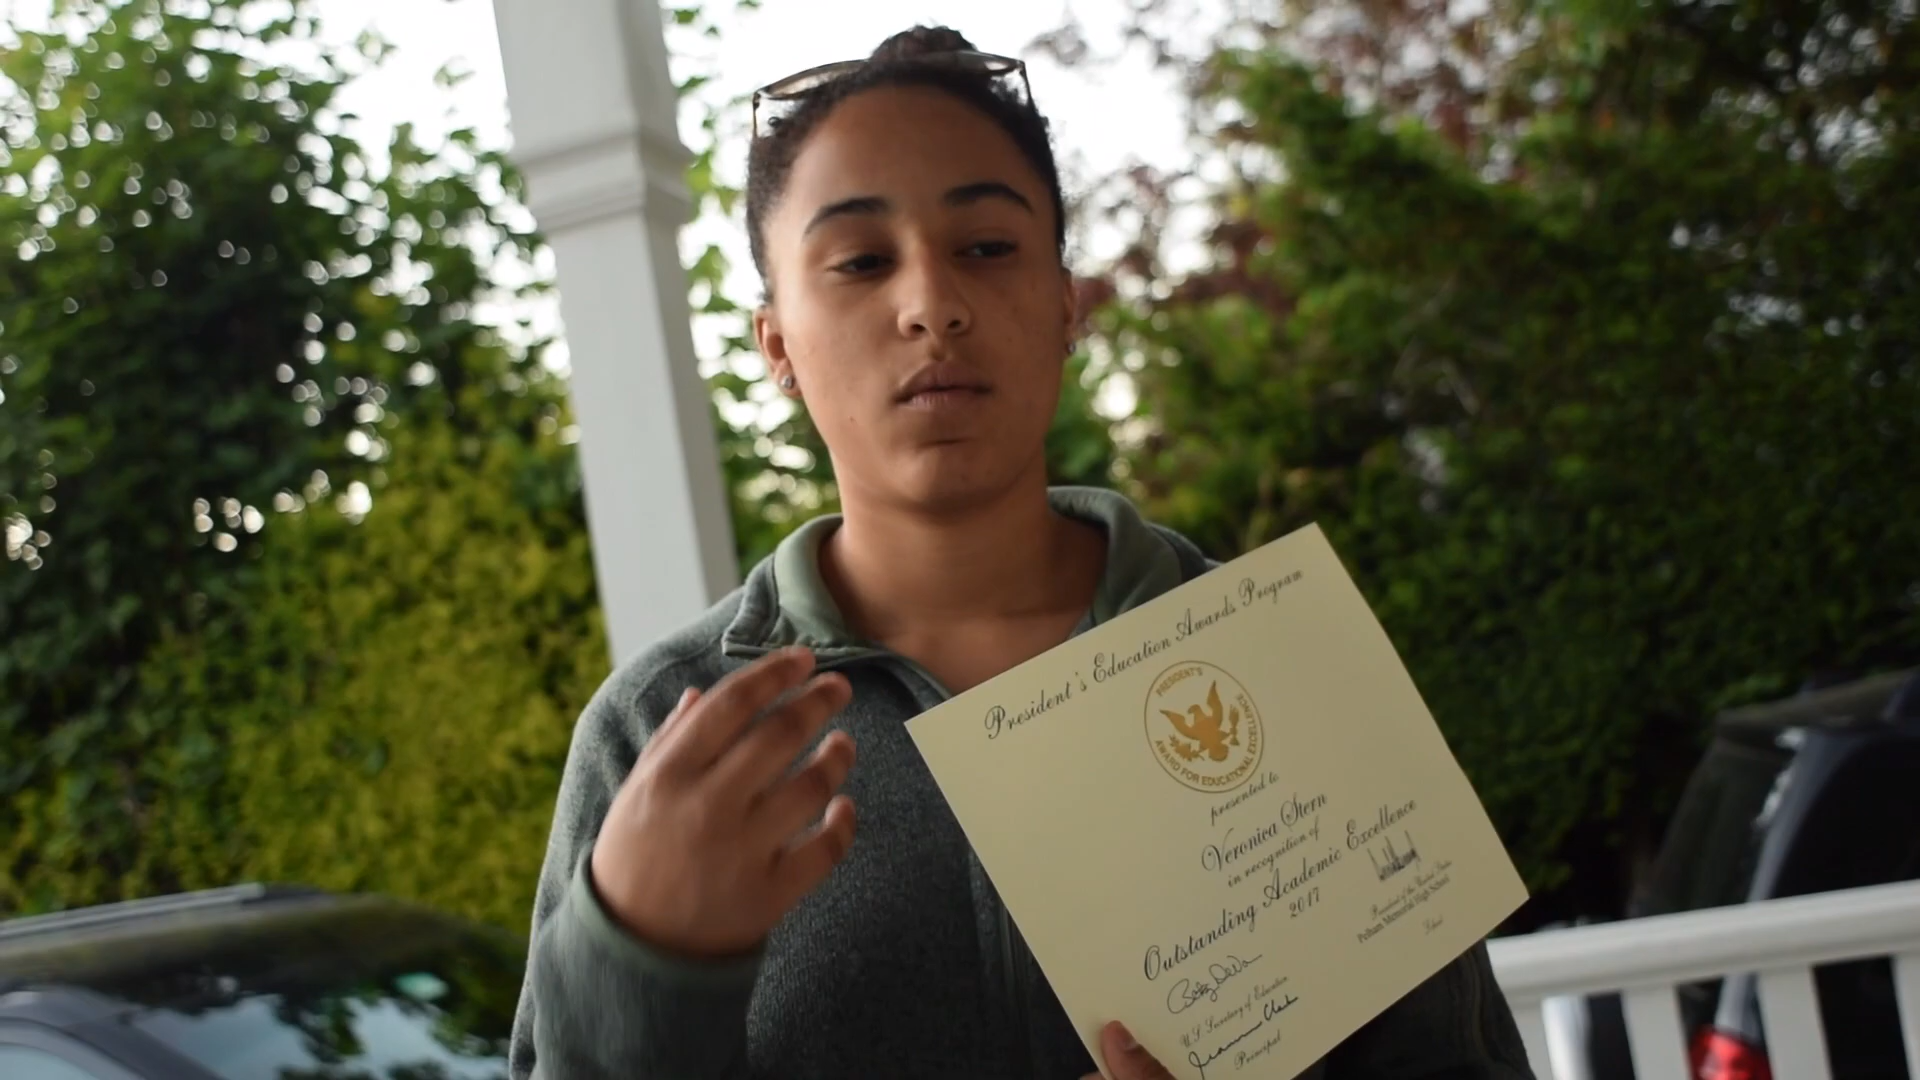 President's Education Awards Program
PRESIDENT'S
AWARD FOR EDUCATIONAL EXCELLENCE
presented to
Veronica Stern
in recognition of
Outstanding Academic Excellence
2017
President of the United States
Pelham Memorial High School
School
U.S. Secretary of Education
Principal